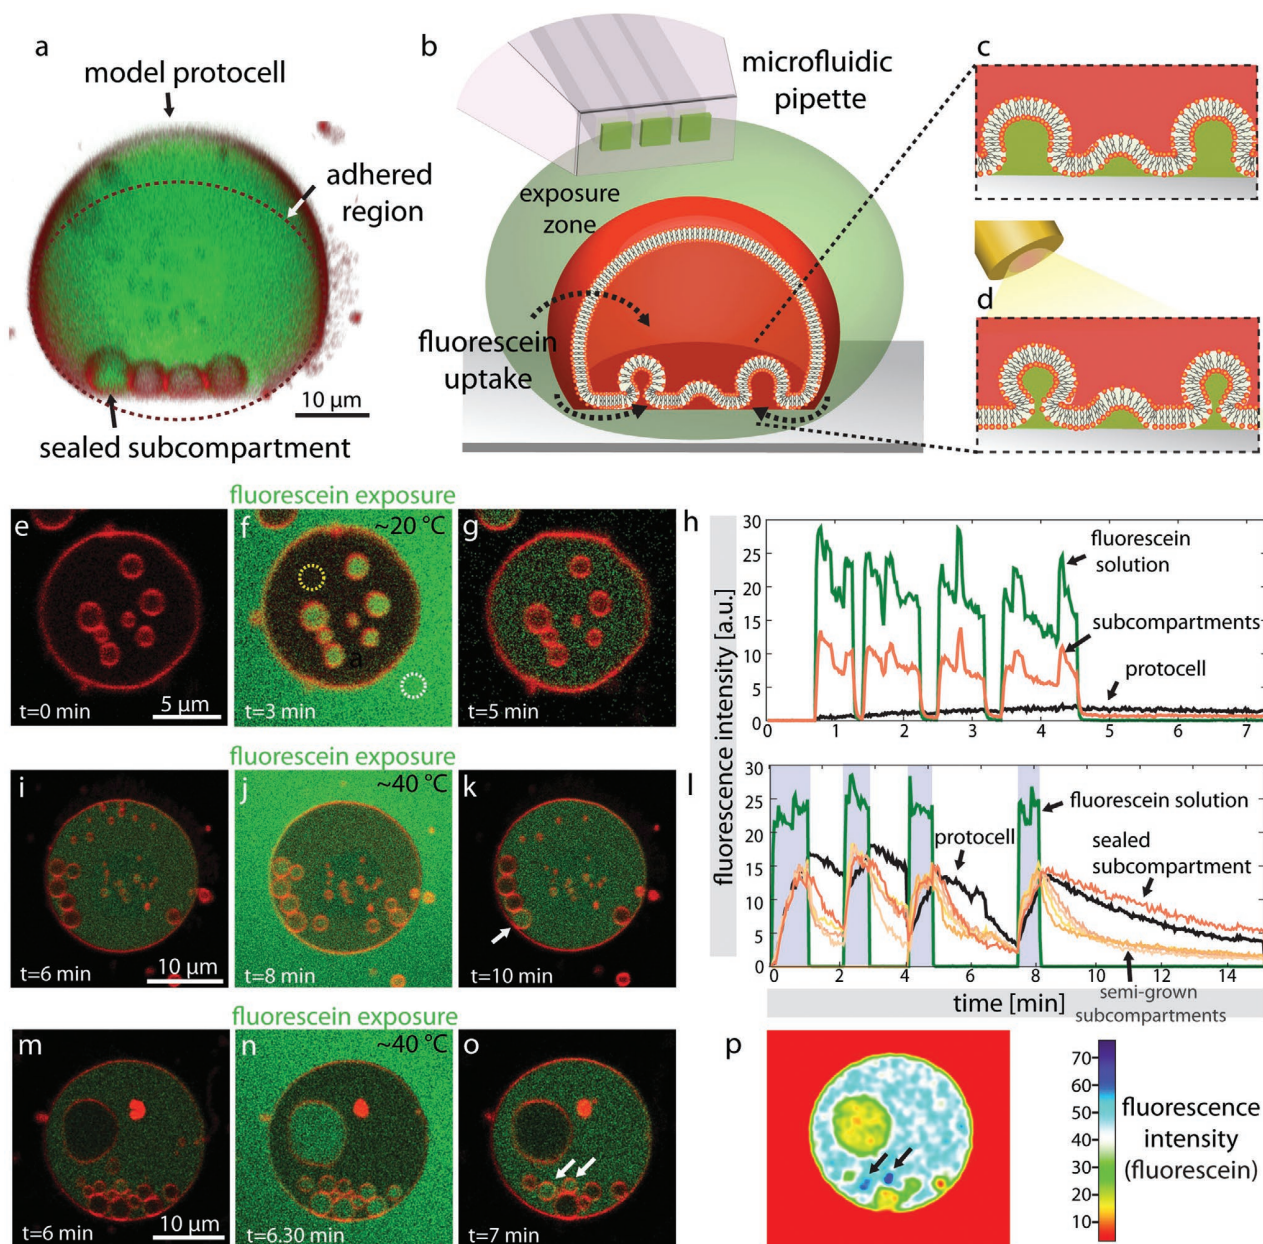 a
model protocell
adhered
region
10 µm
sealed subcompartment
b
microfluidic
pipette
exposure
zone
fluorescein
uptake
c
d
fluorescein exposure
e
t=0 min
5 µm
f
~20 °C
a
t=3 min
g
t=5 min
h
30
25
20
15
10
5
0
0
1
2
3
4
5
6
7
fluorescein
solution
subcompartments
protocell
fluorescence intensity [a.u.]
fluorescein exposure
i
t=6 min
10 µm
j
~40 °C
t=8 min
k
t=10 min
l
30
25
20
15
10
5
0
0
2
4
6
8
10
12
14
fluorescein solution
protocell
sealed
subcompartment
time [min]
semi-grown
subcompartments
fluorescein exposure
m
t=6 min
10 µm
n
~40 °C
t=6.30 min
o
t=7 min
p
70
60
50
40
30
20
10
fluorescence
intensity
(fluorescein)